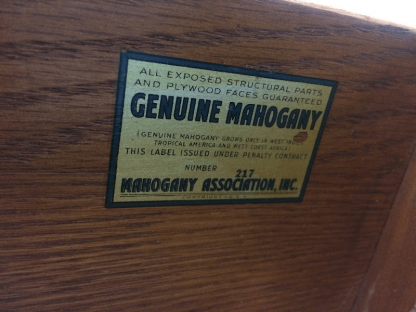 ALL EXPOSED STRUCTURAL PARTS
AND PLYWOOD FACES GUARANTEED
GENUINE MAHOGANY
(GENUINE MAHOGANY GROWS ONLY IN WEST
TROPICAL AMERICA AND WEST COAST AFRICA)
THIS LABEL ISSUED UNDER PENALTY CONTRACT
NUMBER 217
MAHOGANY ASSOCIATION, INC.
COPYRIGHT